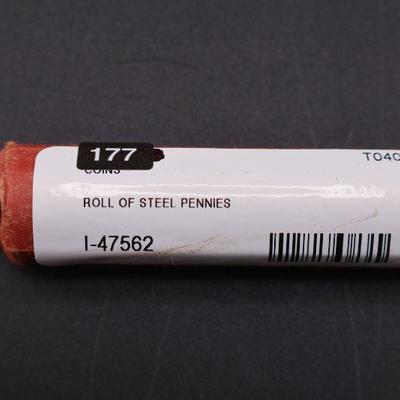 177
COINS
T040
ROLL OF STEEL PENNIES
I-47562